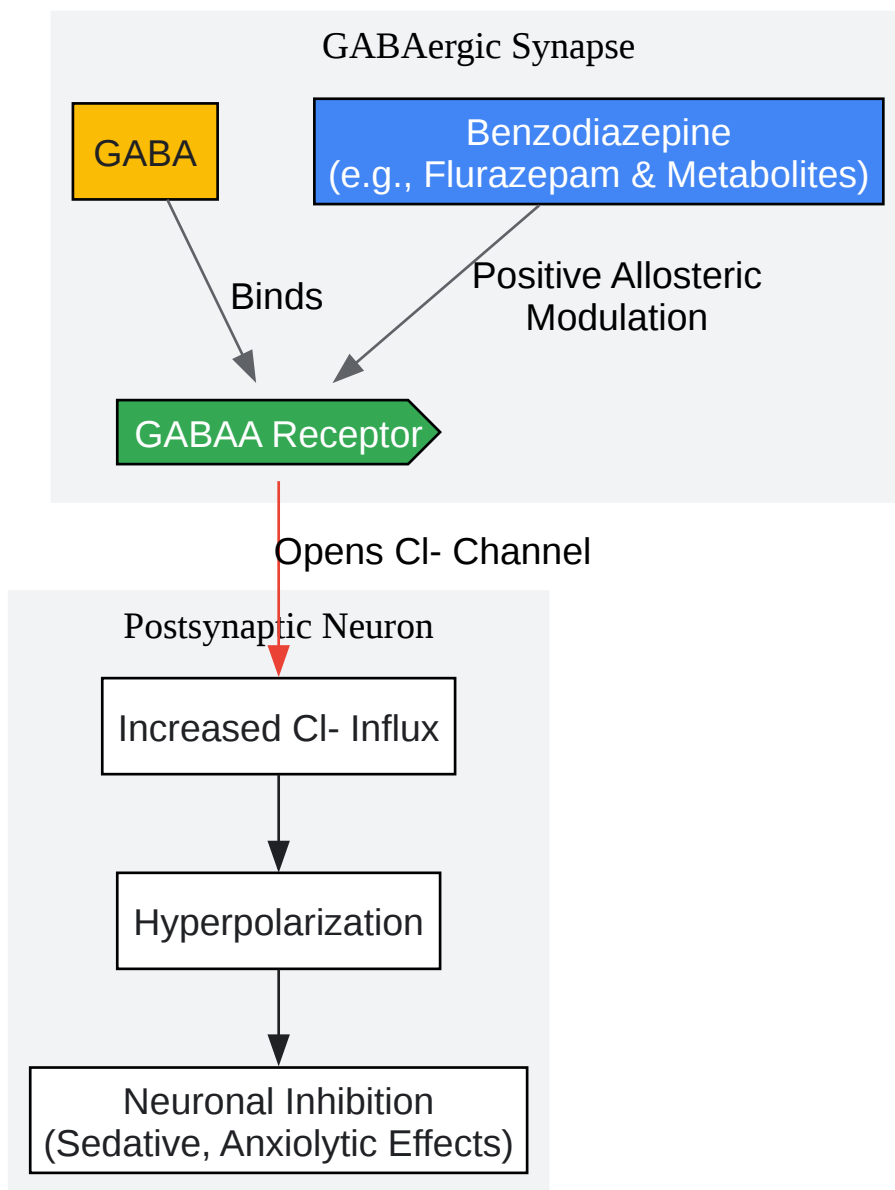 GABAergic Synapse
GABA
Benzodiazepine
(e.g., Flurazepam & Metabolites)
Binds
Positive Allosteric
Modulation
GABAA Receptor
Opens Cl- Channel
Postsynaptic Neuron
Increased Cl- Influx
Hyperpolarization
Neuronal Inhibition
(Sedative, Anxiolytic Effects)